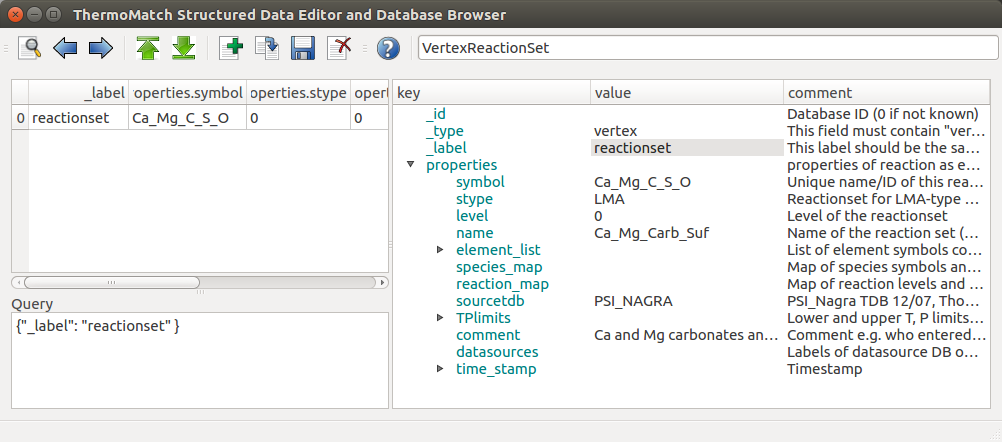 ThermoMatch Structured Data Editor and Database Browser
VertexReactionSet
_label operties.symbol operties.stype opert
0 reactionset Ca_Mg_C_S_O 0 0
Query
{"_label": "reactionset" }
key value comment
_id Database ID (0 if not known)
_type vertex This field must contain "ver...
_label reactionset This label should be the sa...
properties properties of reaction as e...
symbol Ca_Mg_C_S_O Unique name/ID of this rea...
stype LMA Reactionset for LMA-type ...
level 0 Level of the reactionset
name Ca_Mg_Carb_Suf Name of the reaction set (...
element_list List of element symbols co...
species_map Map of species symbols an...
reaction_map Map of reaction levels and ...
sourcetdb PSI_NAGRA PSI_Nagra TDB 12/07, Tho...
TPlimits Lower and upper T, P limits...
comment Ca and Mg carbonates an... Comment e.g. who entered...
datasources Labels of datasource DB o...
time_stamp Timestamp